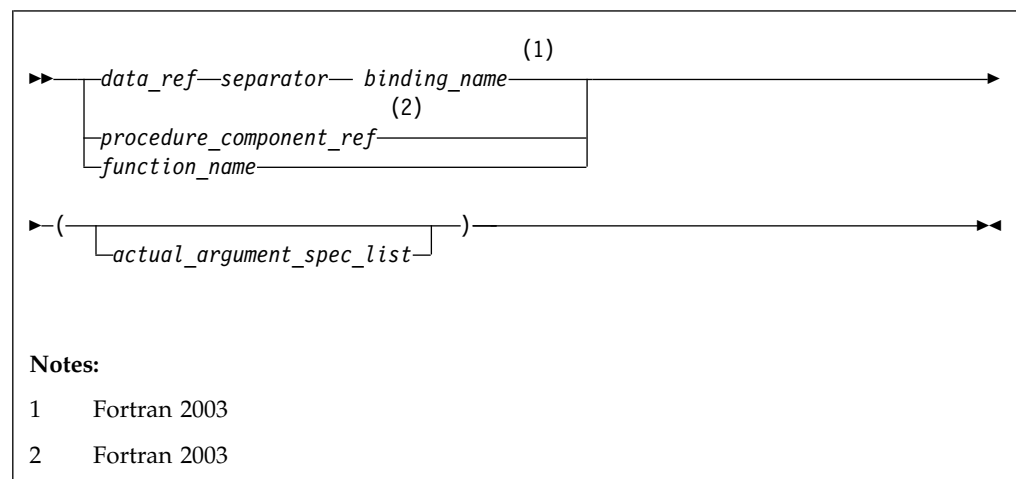 (1)
data_ref separator binding_name
(2)
procedure_component_ref
function_name
( )
actual_argument_spec_list
Notes:
1 Fortran 2003
2 Fortran 2003